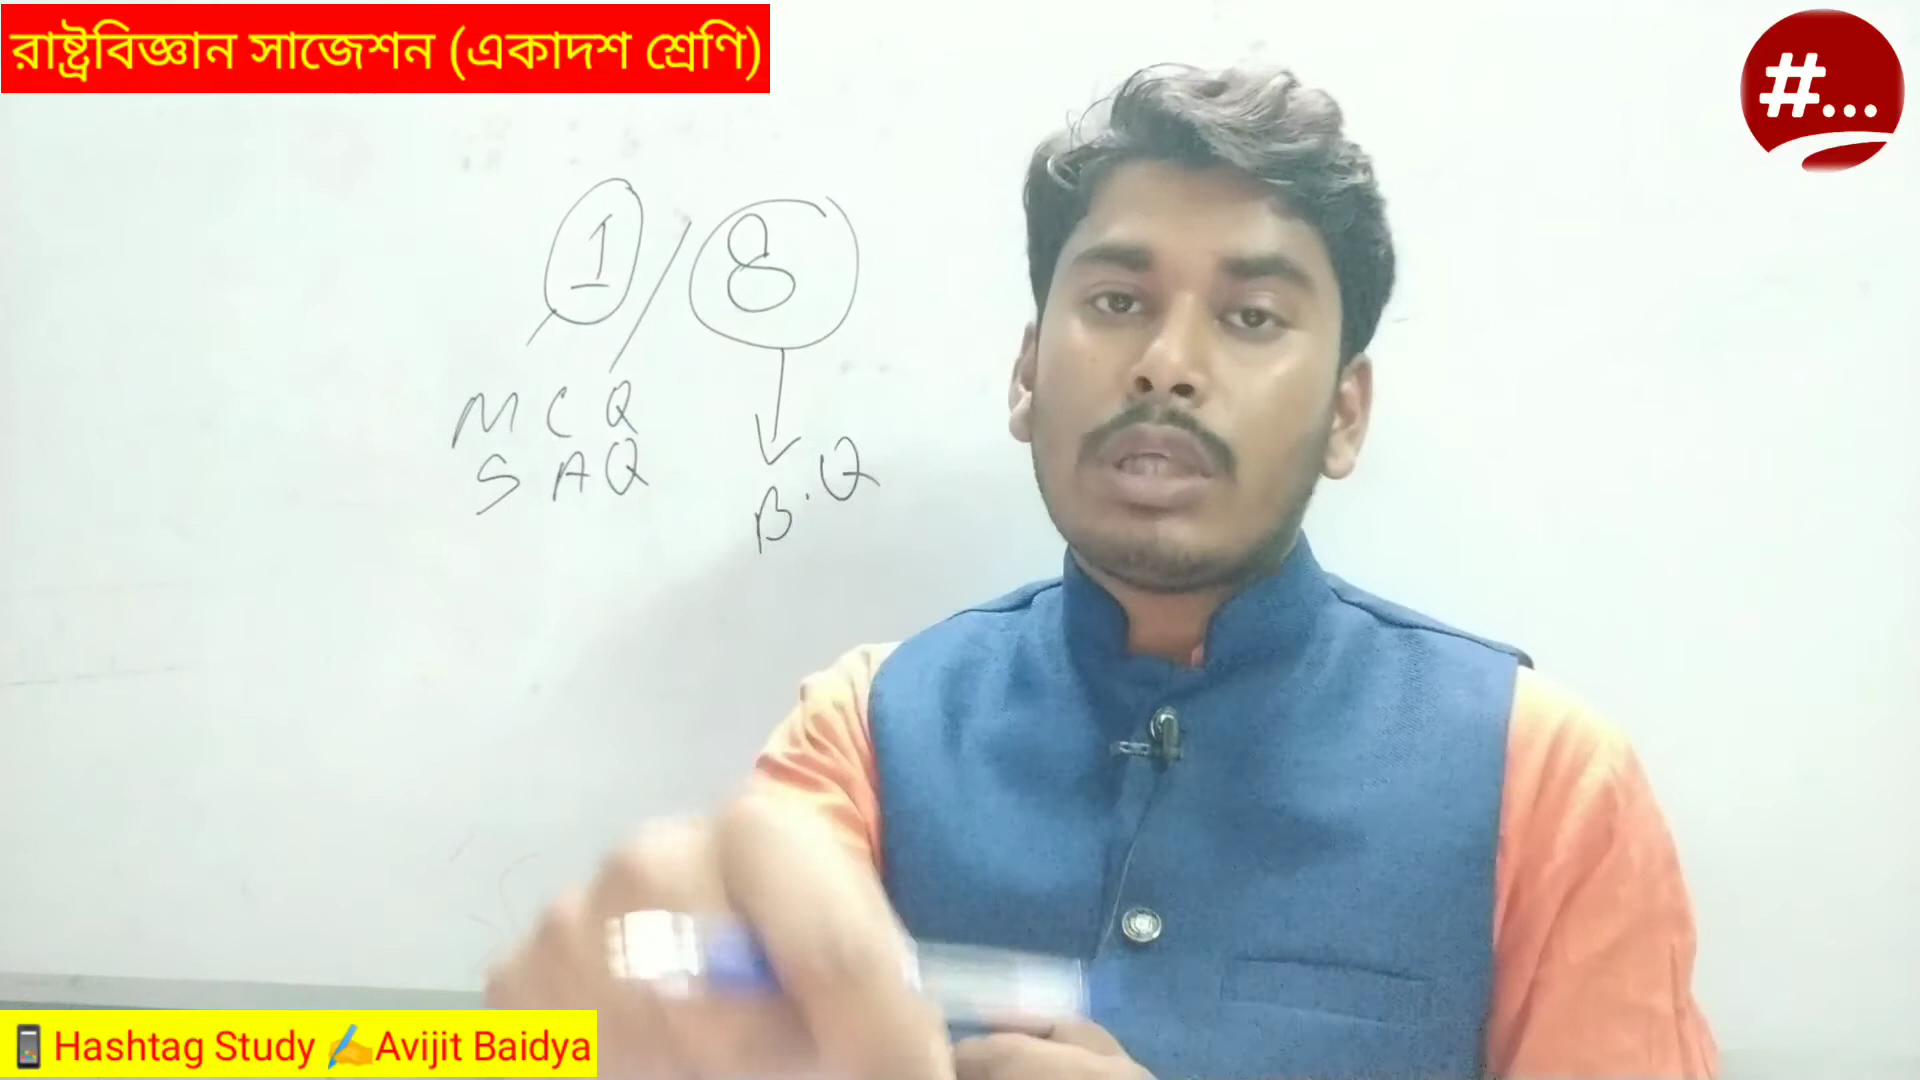 রাষ্ট্রবিজ্ঞান সাজেশন (একাদশ শ্রেণি)
#...
1 / 8
MCQ
SAQ
B.Q
📱Hashtag Study ✍Avijit Baidya